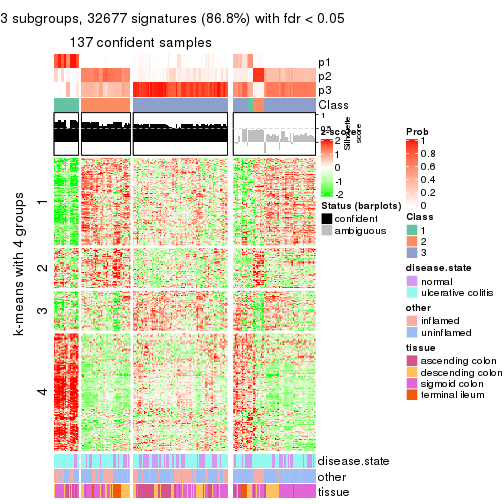 3 subgroups, 32677 signatures (86.8%) with fdr < 0.05
137 confident samples
p1
p2
p3
Class
1
0.5
Silhouette
score
z-score
2
1
0
-1
-2
Prob
1
0.8
0.6
0.4
0.2
0
Status (barplots)
confident
ambiguous
Class
1
2
3
disease.state
normal
ulcerative colitis
other
inflamed
uninflamed
tissue
ascending colon
descending colon
sigmoid colon
terminal ileum
k-means with 4 groups
1
2
3
4
disease.state
other
tissue